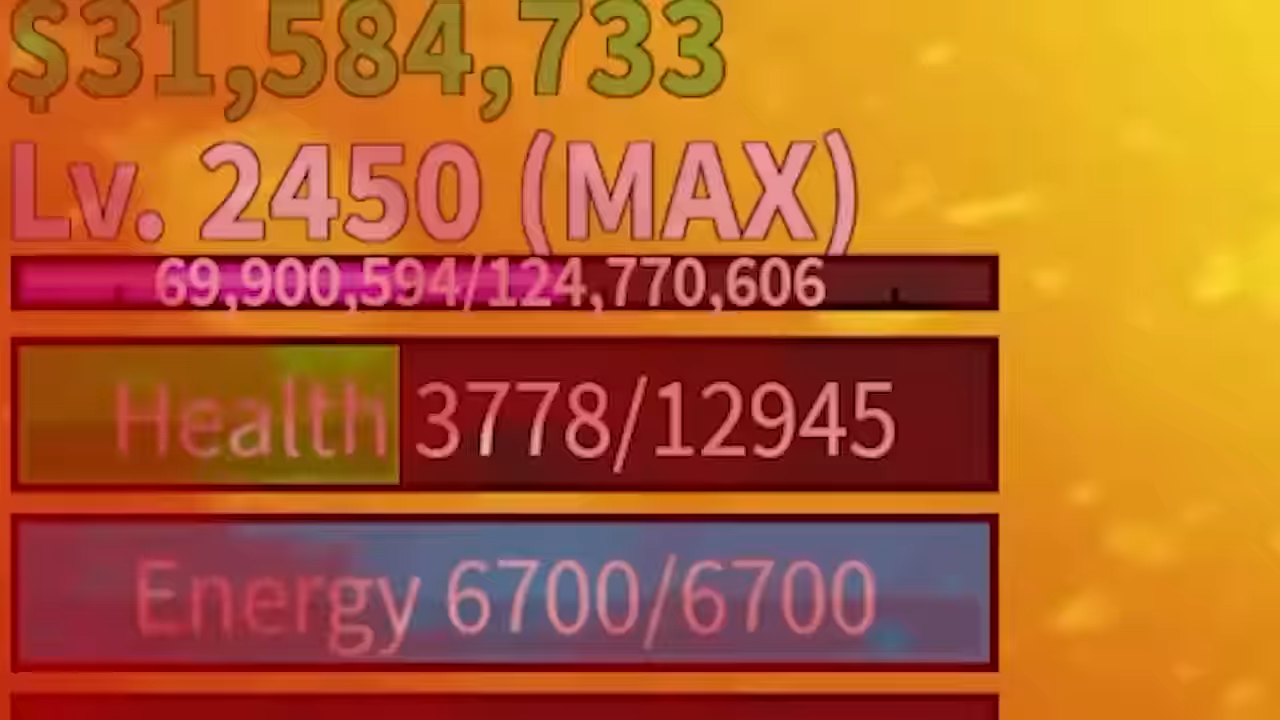 $31,584,733
Lv. 2450 (MAX)
69,900,594/124,770,606
Health 3778/12945
Energy 6700/6700